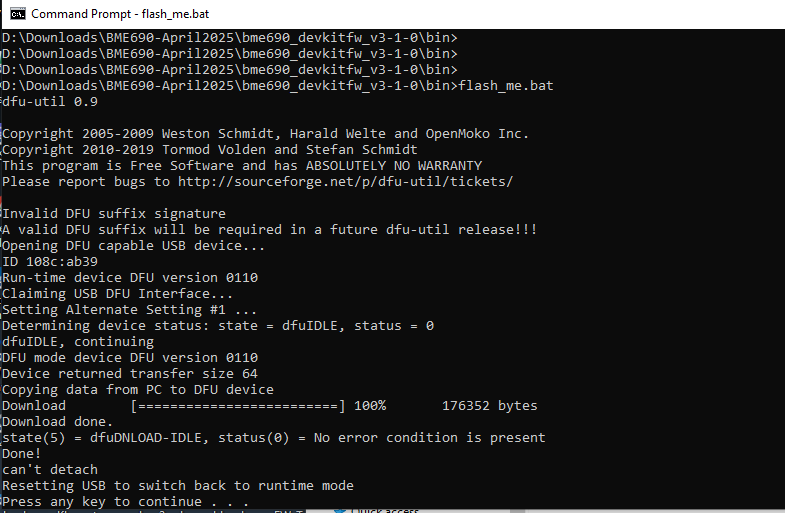 Command Prompt - flash_me.bat
D:\Downloads\BME690-April2025\bme690_devkitfw_v3-1-0\bin>
D:\Downloads\BME690-April2025\bme690_devkitfw_v3-1-0\bin>
D:\Downloads\BME690-April2025\bme690_devkitfw_v3-1-0\bin>
D:\Downloads\BME690-April2025\bme690_devkitfw_v3-1-0\bin>flash_me.bat
dfu-util 0.9
Copyright 2005-2009 Weston Schmidt, Harald Welte and OpenMoko Inc.
Copyright 2010-2019 Tormod Volden and Stefan Schmidt
This program is Free Software and has ABSOLUTELY NO WARRANTY
Please report bugs to http://sourceforge.net/p/dfu-util/tickets/
Invalid DFU suffix signature
A valid DFU suffix will be required in a future dfu-util release!!!
Opening DFU capable USB device...
ID 108c:ab39
Run-time device DFU version 0110
Claiming USB DFU Interface...
Setting Alternate Setting #1 ...
Determining device status: state = dfuIDLE, status = 0
dfuIDLE, continuing
DFU mode device DFU version 0110
Device returned transfer size 64
Copying data from PC to DFU device
Download        [=========================] 100%       176352 bytes
Download done.
state(5) = dfuDNLOAD-IDLE, status(0) = No error condition is present
Done!
can't detach
Resetting USB to switch back to runtime mode
Press any key to continue . . .